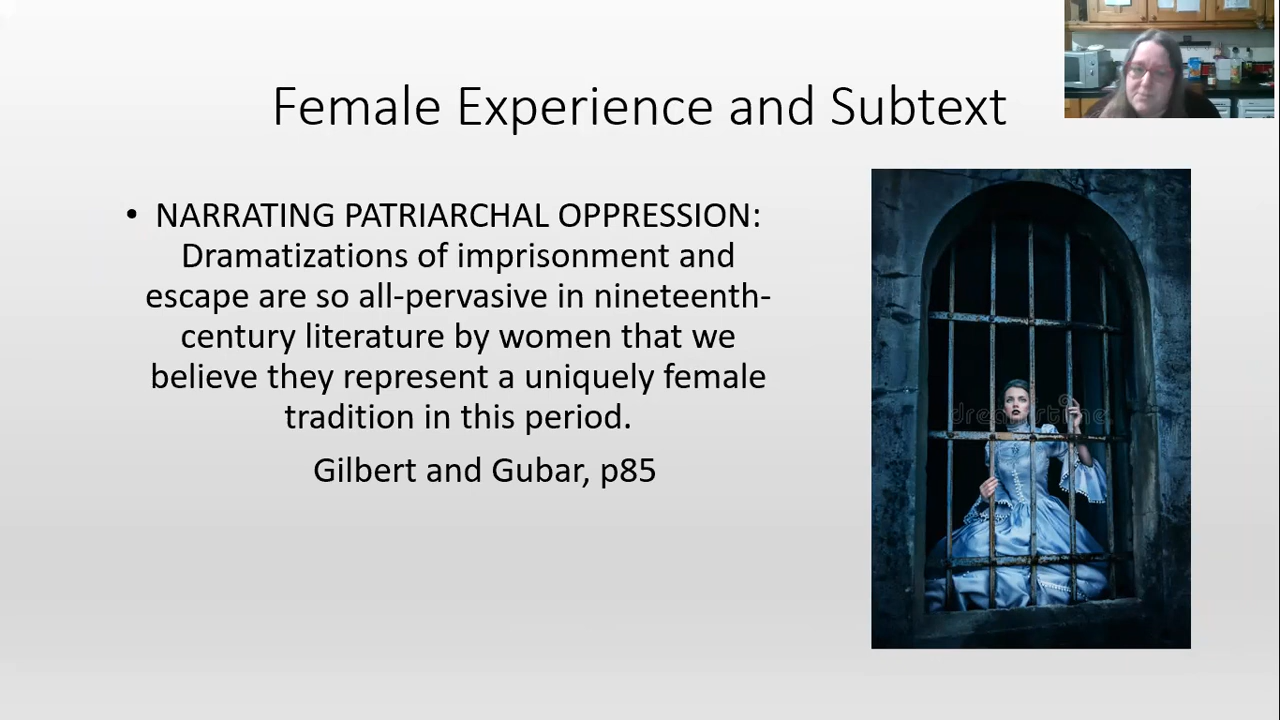 Female Experience and Subtext
• NARRATING PATRIARCHAL OPPRESSION:
Dramatizations of imprisonment and
escape are so all-pervasive in nineteenth-
century literature by women that we
believe they represent a uniquely female
tradition in this period.
Gilbert and Gubar, p85
dreamstime